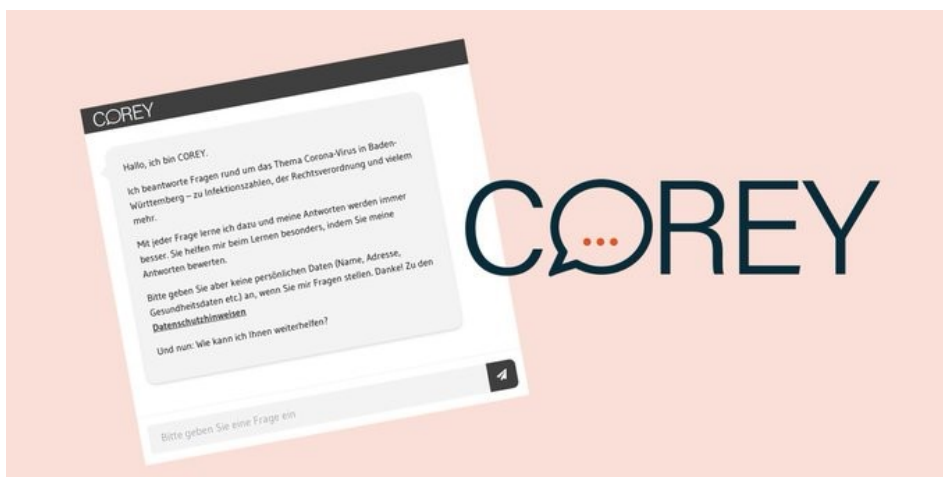 COREY
Hallo, ich bin COREY.
Ich beantworte Fragen rund um das Thema Corona-Virus in Baden-
Württemberg – zu Infektionszahlen, der Rechtsverordnung und vielem
mehr.
Mit jeder Frage lerne ich dazu und meine Antworten werden immer
besser. Sie helfen mir beim Lernen besonders, indem Sie meine
Antworten bewerten.
Bitte geben Sie aber keine persönlichen Daten (Name, Adresse,
Gesundheitsdaten etc.) an, wenn Sie mir Fragen stellen. Danke! Zu den
Datenschutzhinweisen
Und nun: Wie kann ich Ihnen weiterhelfen?
Bitte geben Sie eine Frage ein
COREY